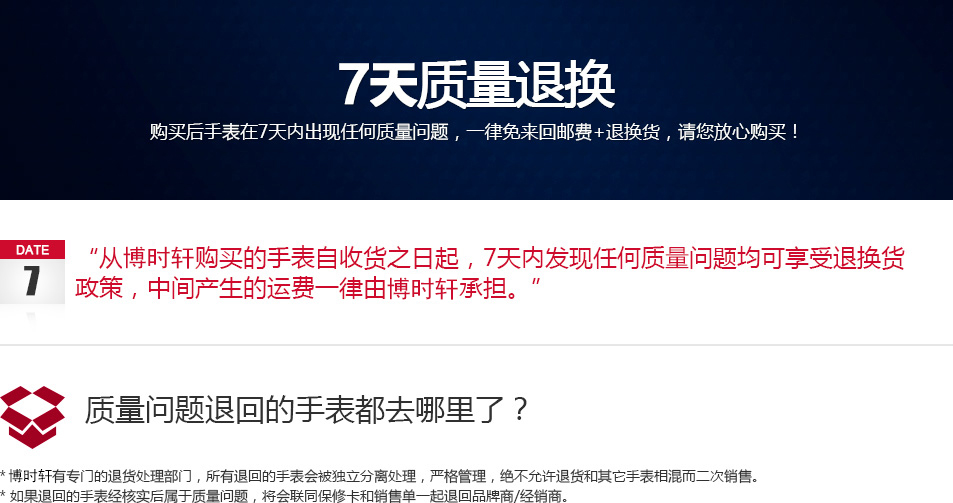 7天质量退换
购买后手表在7天内出现任何质量问题，一律免来回邮费+退换货，请您放心购买！
DATE
7
“从博时轩购买的手表自收货之日起，7天内发现任何质量问题均可享受退换货
政策，中间产生的运费一律由博时轩承担。”
质量问题退回的手表都去哪里了？
* 博时轩有专门的退货处理部门，所有退回的手表会被独立分离处理，严格管理，绝不允许退货和其它手表相混而二次销售。
* 如果退回的手表经核实后属于质量问题，将会联同保修卡和销售单一起退回品牌商/经销商。